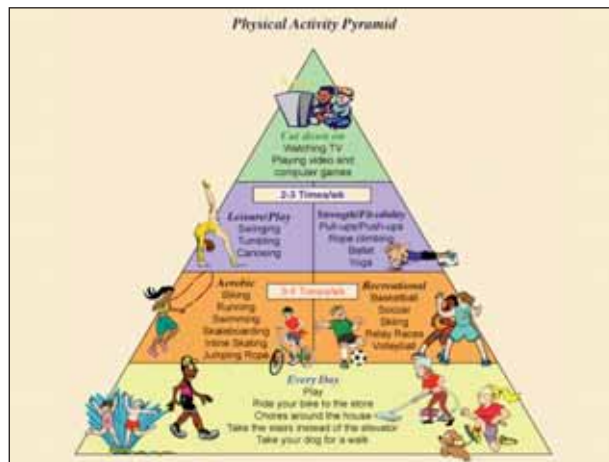 Physical Activity Pyramid
Cut down on
Watching TV
Playing video and
computer games
2-3 Times/wk
Leisure/Play
Swinging
Tumbling
Canoeing
Strength/Flexibility
Pull-ups/Push-ups
Rope climbing
Ballet
Yoga
3-5 Times/wk
Aerobic
Biking
Running
Swimming
Skateboarding
Inline Skating
Jumping Rope
Recreational
Basketball
Soccer
Skiing
Relay Races
Volleyball
Every Day
Play
Ride your bike to the store
Chores around the house
Take the stairs instead of the elevator
Take your dog for a walk